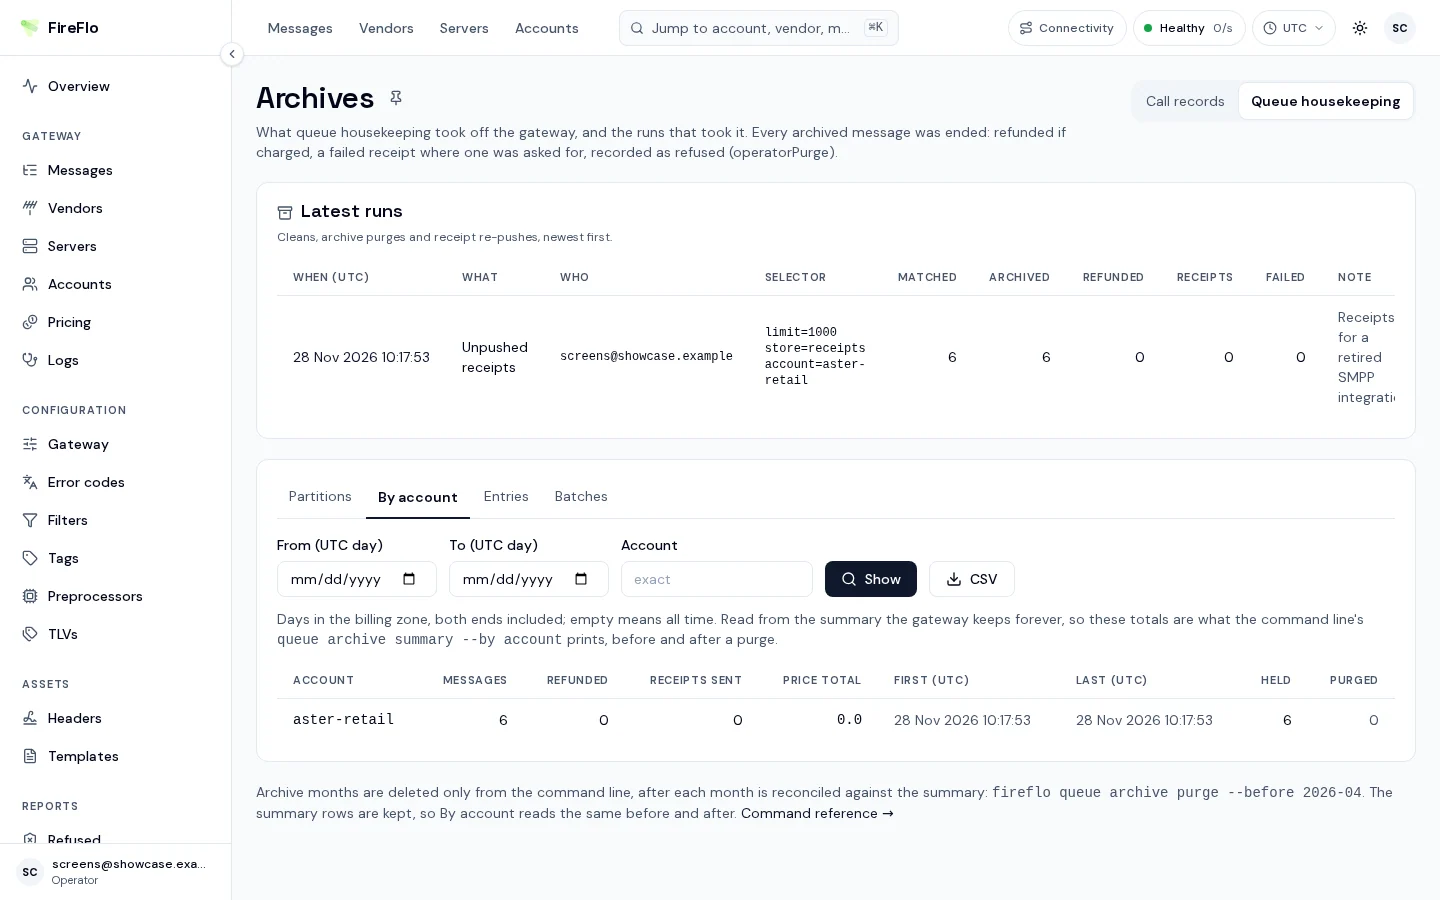 FireFlo
Messages Vendors Servers Accounts
Jump to account, vendor, m... ⌘K
Connectivity
Healthy 0/s
UTC
SC
Overview
GATEWAY
Messages
Vendors
Servers
Accounts
Pricing
Logs
CONFIGURATION
Gateway
Error codes
Filters
Tags
Preprocessors
TLVs
ASSETS
Headers
Templates
REPORTS
Refused
SC screens@showcase.exa...
Operator
Archives
Call records Queue housekeeping
What queue housekeeping took off the gateway, and the runs that took it. Every archived message was ended: refunded if
charged, a failed receipt where one was asked for, recorded as refused (operatorPurge).
Latest runs
Cleans, archive purges and receipt re-pushes, newest first.
WHEN (UTC) WHAT WHO SELECTOR MATCHED ARCHIVED REFUNDED RECEIPTS FAILED NOTE
28 Nov 2026 10:17:53 Unpushed receipts screens@showcase.example limit=1000 store=receipts account=aster-retail 6 6 0 0 0 Receipts for a retired SMPP
Partitions By account Entries Batches
From (UTC day) To (UTC day) Account
mm/dd/yyyy mm/dd/yyyy exact Show CSV
Days in the billing zone, both ends included; empty means all time. Read from the summary the gateway keeps forever, so these totals are what the command line's
queue archive summary --by account prints, before and after a purge.
ACCOUNT MESSAGES REFUNDED RECEIPTS SENT PRICE TOTAL FIRST (UTC) LAST (UTC) HELD PURGED
aster-retail 6 0 0 0.0 28 Nov 2026 10:17:53 28 Nov 2026 10:17:53 6 0
Archive months are deleted only from the command line, after each month is reconciled against the summary: fireflo queue archive purge --before 2026-04. The
summary rows are kept, so By account reads the same before and after. Command reference →